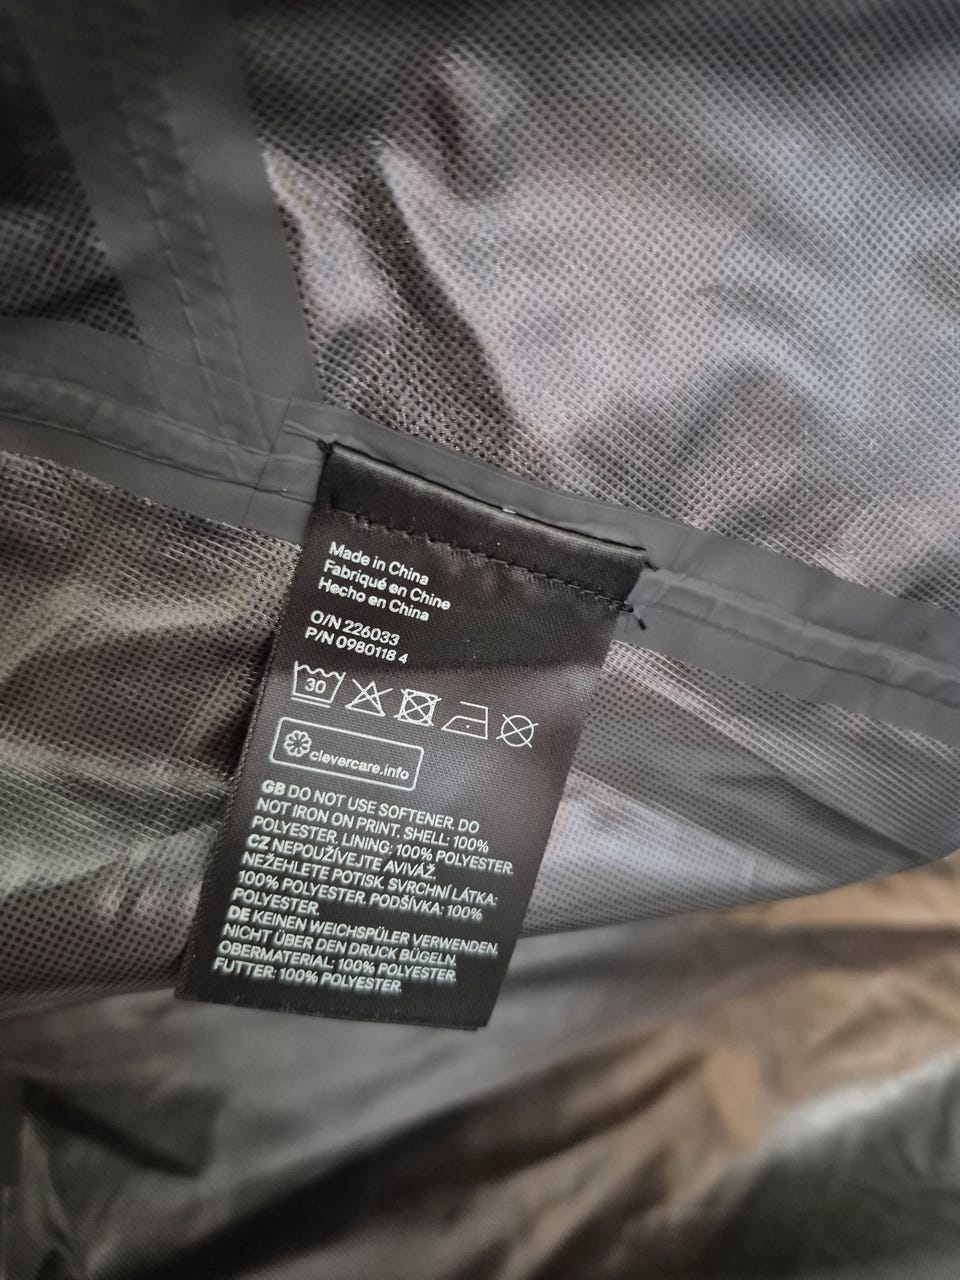 Made in China
Fabriqué en Chine
Hecho en China
O/N 226033
P/N 0980118 4
30
clevercare.info
GB DO NOT USE SOFTENER. DO
NOT IRON ON PRINT. SHELL: 100%
POLYESTER. LINING: 100% POLYESTER.
CZ NEPOUŽÍVEJTE AVIVÁŽ.
NEŽEHLETE POTISK. SVRCHNÍ LÁTKA:
100% POLYESTER. PODŠÍVKA: 100%
POLYESTER.
DE KEINEN WEICHSPÜLER VERWENDEN.
NICHT ÜBER DEN DRUCK BÜGELN.
OBERMATERIAL: 100% POLYESTER.
FUTTER: 100% POLYESTER.